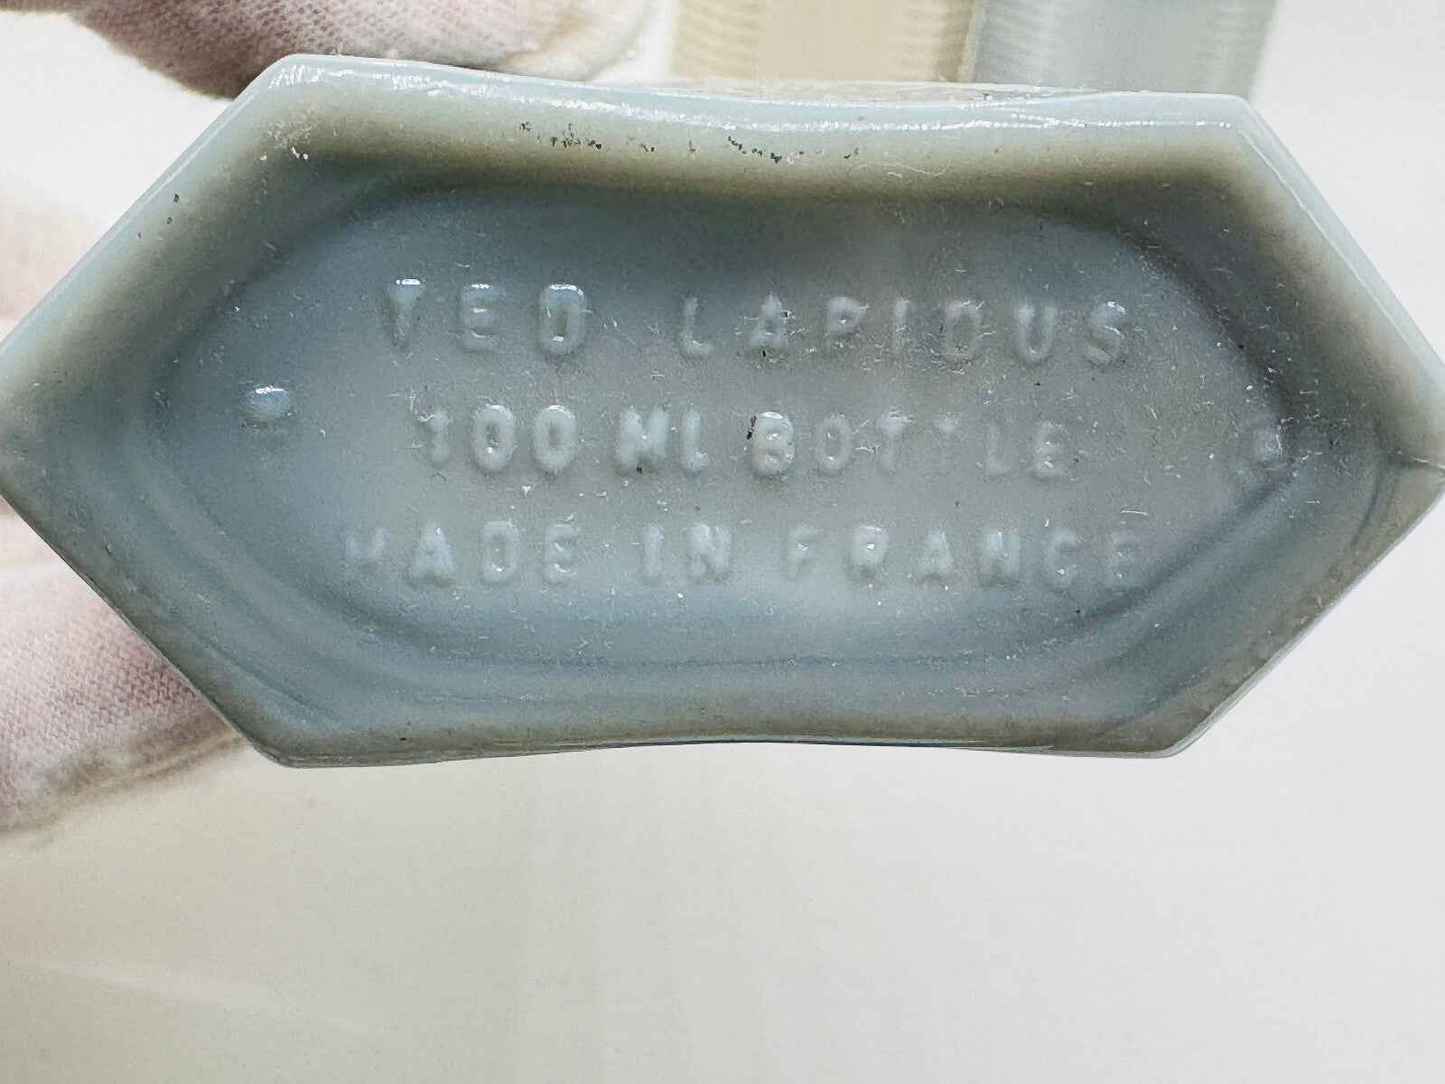 TED LAPIDUS
100 ML BOTTLE
MADE IN FRANCE